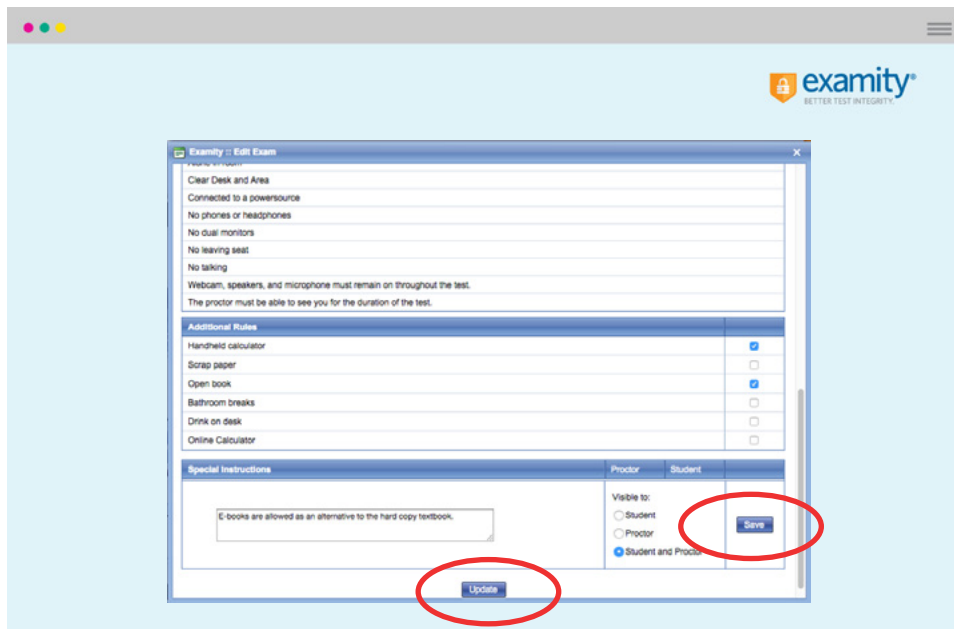 examity®
BETTER TEST INTEGRITY.
Examity :: Edit Exam
Clear Desk and Area
Connected to a powersource
No phones or headphones
No dual monitors
No leaving seat
No talking
Webcam, speakers, and microphone must remain on throughout the test.
The proctor must be able to see you for the duration of the test.
Additional Rules
Handheld calculator
Scrap paper
Open book
Bathroom breaks
Drink on desk
Online Calculator
Special Instructions Proctor Student
E-books are allowed as an alternative to the hard copy textbook.
Visible to:
Student
Proctor
Student and Proctor
Save
Update